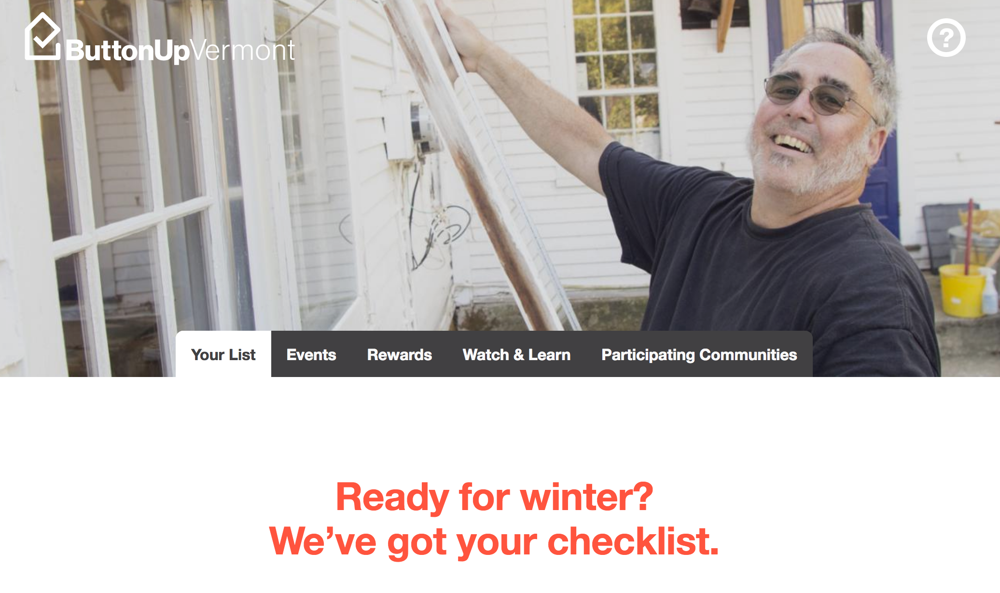 ButtonUpVermont
?
Your List Events Rewards Watch & Learn Participating Communities
Ready for winter?
We’ve got your checklist.